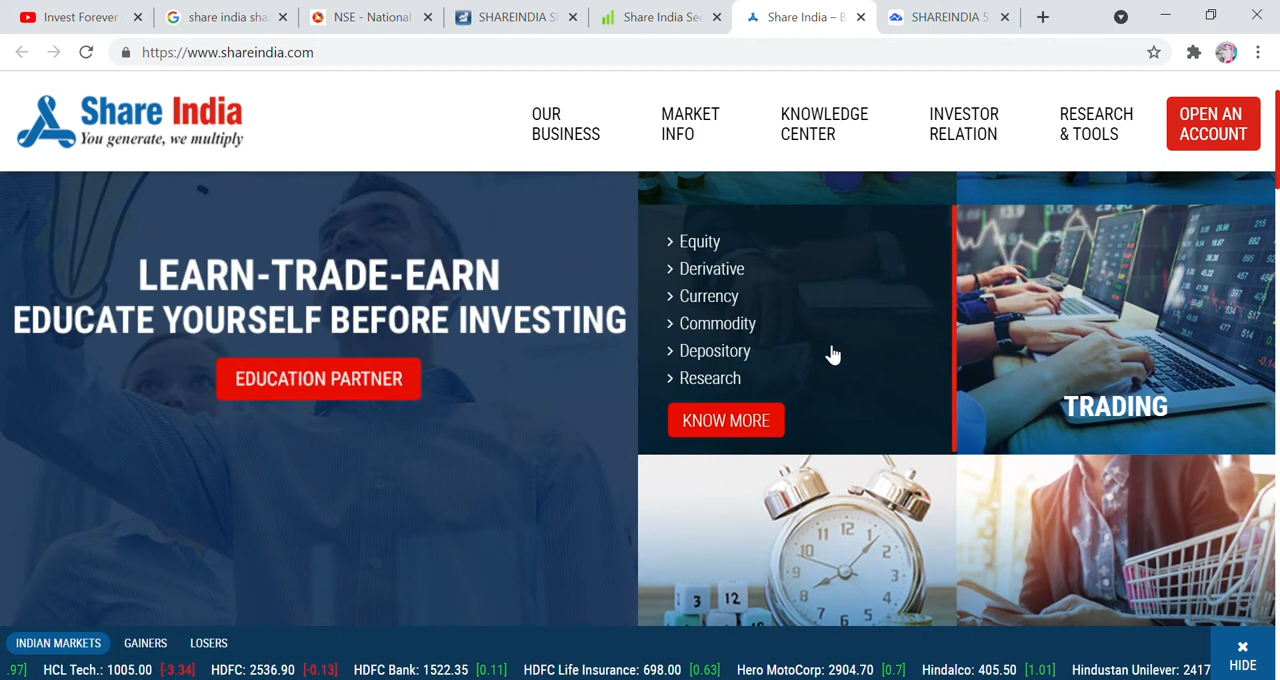 Invest Forever
share india sha
NSE - National
SHAREINDIA
Share India Sec
Share India – B
SHAREINDIA 5
https://www.shareindia.com
Share India
You generate, we multiply
OUR
BUSINESS
MARKET
INFO
KNOWLEDGE
CENTER
INVESTOR
RELATION
RESEARCH
& TOOLS
OPEN AN
ACCOUNT
LEARN-TRADE-EARN
EDUCATE YOURSELF BEFORE INVESTING
EDUCATION PARTNER
> Equity
> Derivative
> Currency
> Commodity
> Depository
> Research
KNOW MORE
TRADING
3 12
INDIAN MARKETS GAINERS LOSERS
.97] HCL Tech.: 1005.00 [-3.34] HDFC: 2536.90 [-0.13] HDFC Bank: 1522.35 [0.11] HDFC Life Insurance: 698.00 [0.63] Hero MotoCorp: 2904.70 [0.7] Hindalco: 405.50 [1.01] Hindustan Unilever: 2417
HIDE